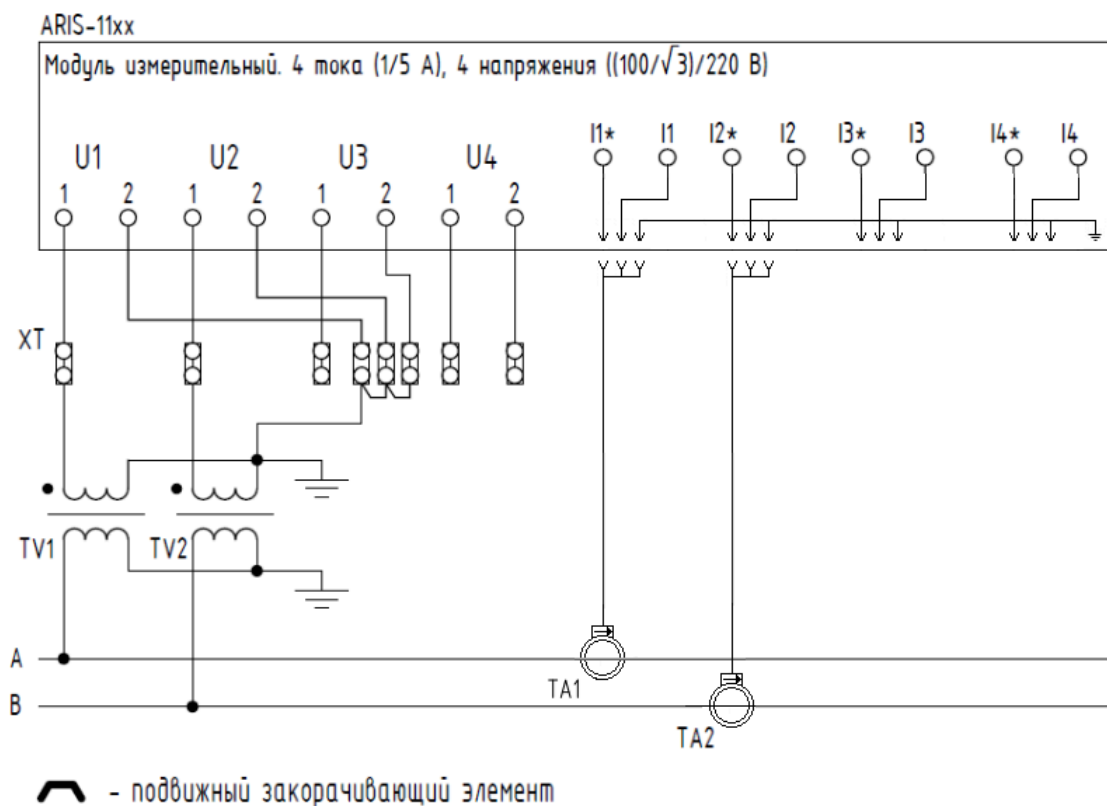 ARIS-11xx
Модуль измерительный. 4 тока (1/5 А), 4 напряжения ((100/√3)/220 В)
I1* I1 I2* I2 I3* I3 I4* I4
U1 U2 U3 U4
1 2 1 2 1 2 1 2
XT
TV1 TV2
A
TA1
B
TA2
- подвижный закорачивающий элемент